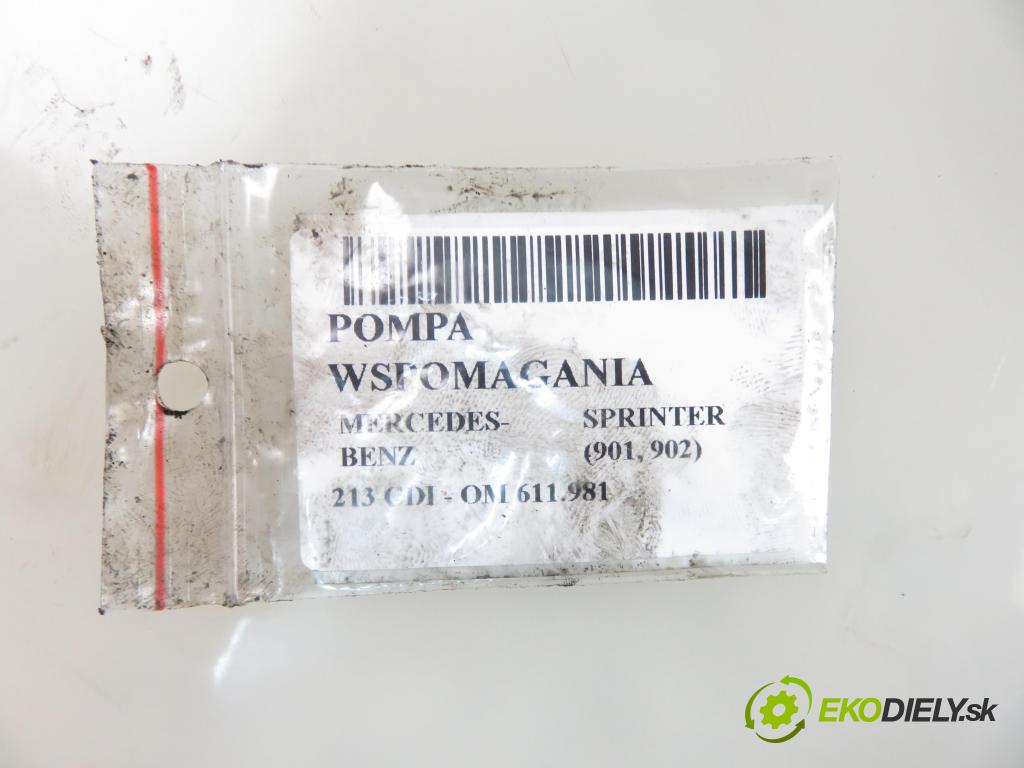 POMPA
WSPOMAGANIA
MERCEDES- SPRINTER
BENZ (901, 902)
213 CDI - OM 611.981
EKODIELY.sk